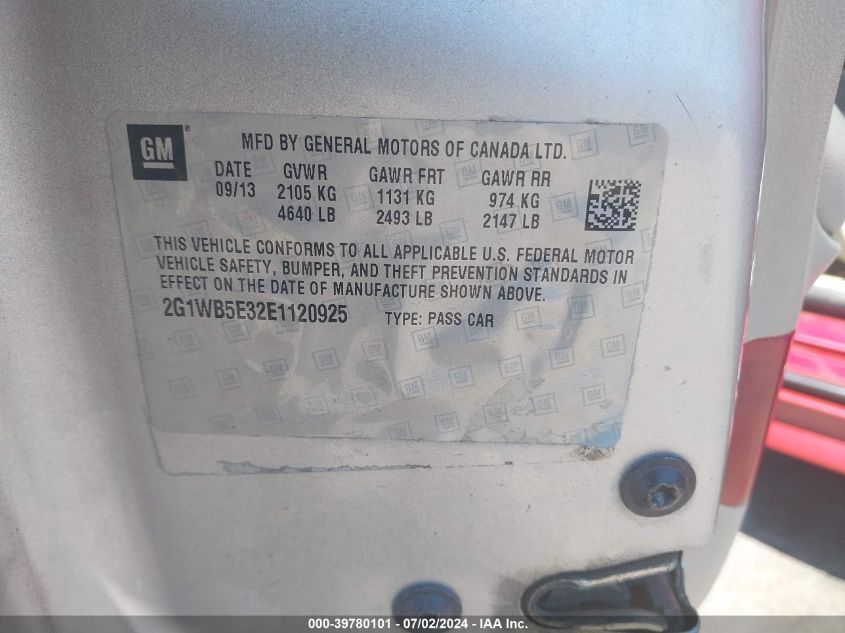 GM®
MFD BY GENERAL MOTORS OF CANADA LTD.
DATE GVWR GAWR FRT GAWR RR
09/13 2105 KG 1131 KG 974 KG
4640 LB 2493 LB 2147 LB
THIS VEHICLE CONFORMS TO ALL APPLICABLE U.S. FEDERAL MOTOR
VEHICLE SAFETY, BUMPER, AND THEFT PREVENTION STANDARDS IN
EFFECT ON THE DATE OF MANUFACTURE SHOWN ABOVE.
2G1WB5E32E1120925 TYPE: PASS CAR
000-39780101 - 07/02/2024 - IAA Inc.